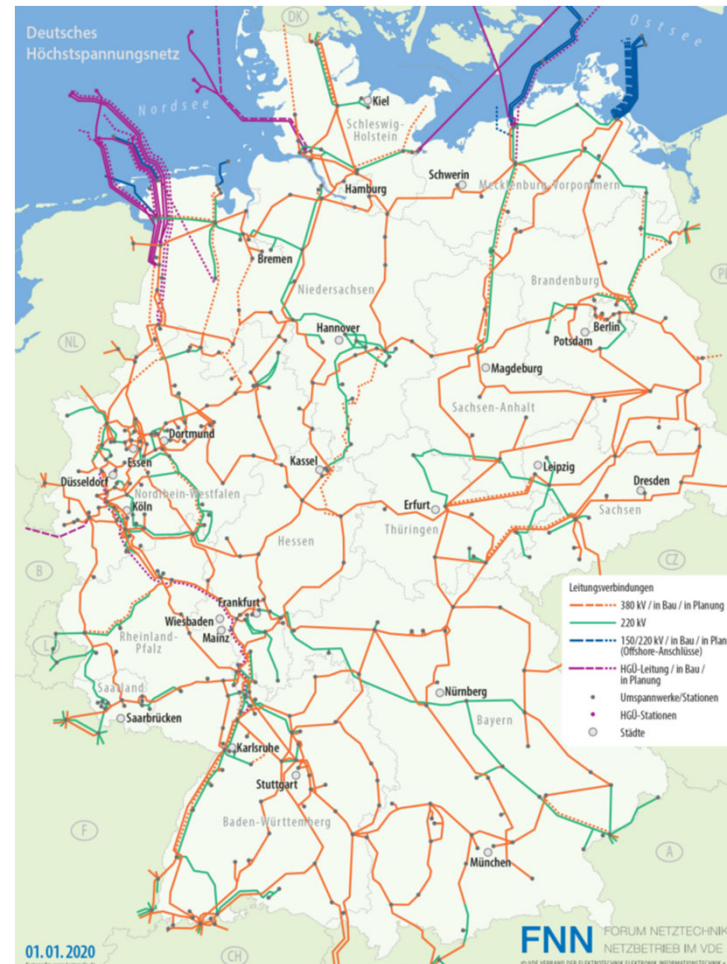 Deutsches
Höchstspannungsnetz
DK
Ostsee
Nordsee
Kiel
Schleswig-
Holstein
Schwerin
Mecklenburg-Vorpommern
Hamburg
Bremen
Niedersachsen
Brandenburg
Hannover
Berlin
Potsdam
NL
Magdeburg
Sachsen-Anhalt
Dortmund
Essen
Kassel
Leipzig
Düsseldorf
Nordrhein-Westfalen
Dresden
Köln
Erfurt
Sachsen
Thüringen
Hessen
B
CZ
Leitungsverbindungen
380 kV / in Bau / in Planung
220 kV
150/220 kV / in Bau / in Plan
(Offshore-Anschlüsse)
HGÜ-Leitung / in Bau /
in Planung
Umspannwerke/Stationen
HGÜ-Stationen
Städte
Frankfurt
Wiesbaden
Mainz
L
Rheinland-
Pfalz
Saarland
Saarbrücken
Nürnberg
Bayern
Karlsruhe
Stuttgart
Baden-Württemberg
F
München
A
CH
01.01.2020
FNN
FORUM NETZTECHNIK
NETZBETRIEB IM VDE